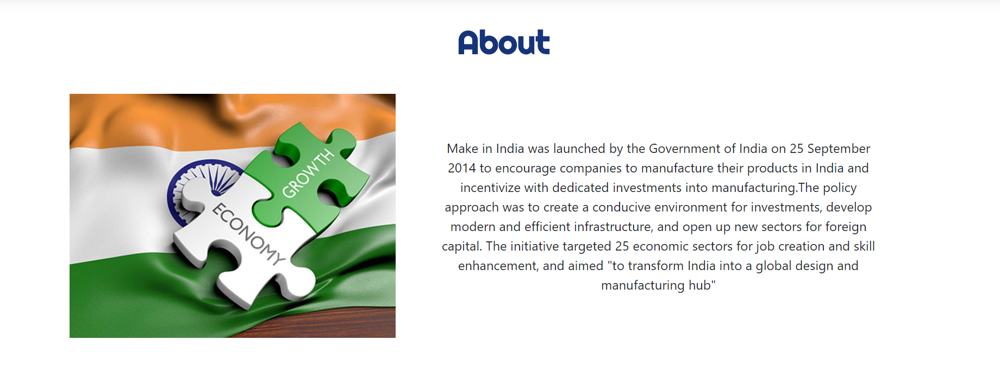 About
GROWTH
ECONOMY
Make in India was launched by the Government of India on 25 September
2014 to encourage companies to manufacture their products in India and
incentivize with dedicated investments into manufacturing.The policy
approach was to create a conducive environment for investments, develop
modern and efficient infrastructure, and open up new sectors for foreign
capital. The initiative targeted 25 economic sectors for job creation and skill
enhancement, and aimed "to transform India into a global design and
manufacturing hub"